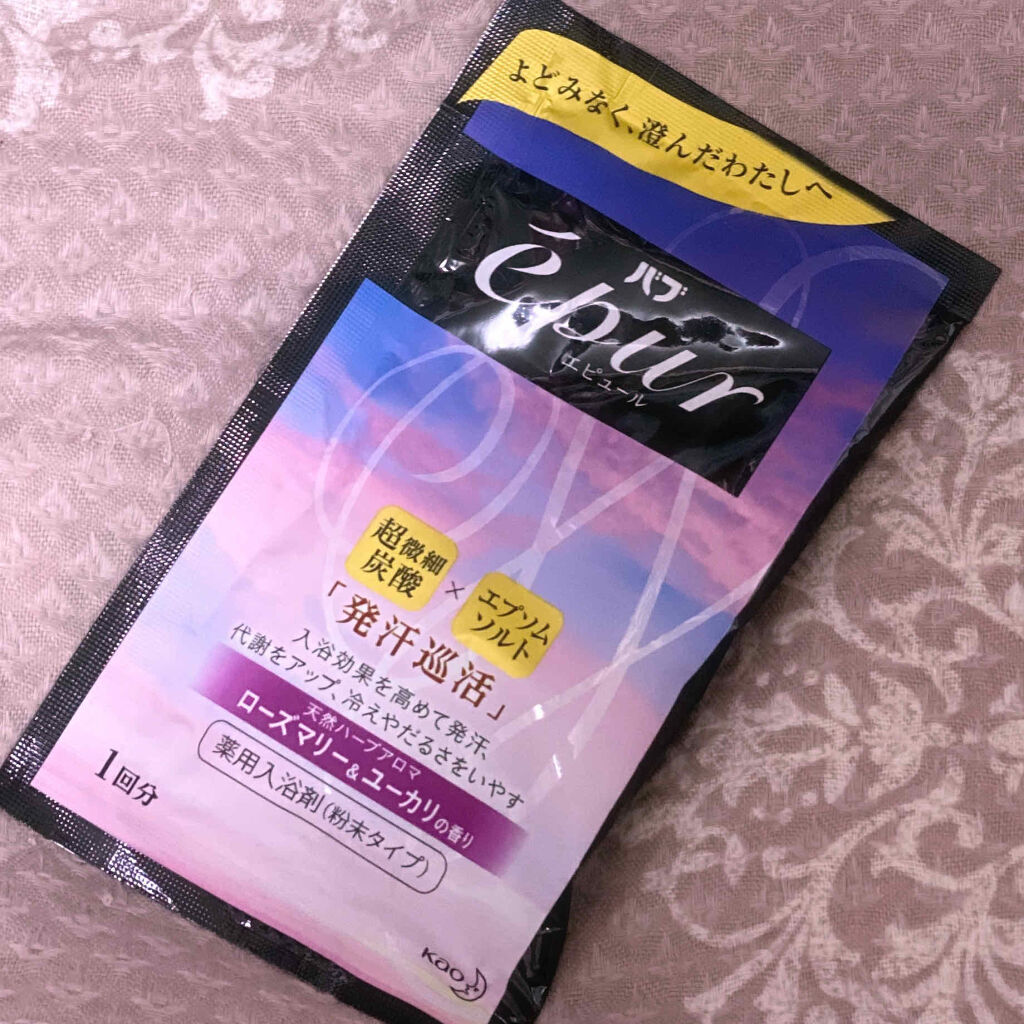 よどみなく、澄んだわたしへ
バブ
épur
エピュール
超微細
炭酸
×
エプソム
ソルト
「発汗巡活」
入浴効果を高めて発汗、
代謝をアップ、冷えやだるさをいやす
天然ハーブアロマ
ローズマリー&ユーカリの香り
薬用入浴剤(粉末タイプ)
1回分
Kao